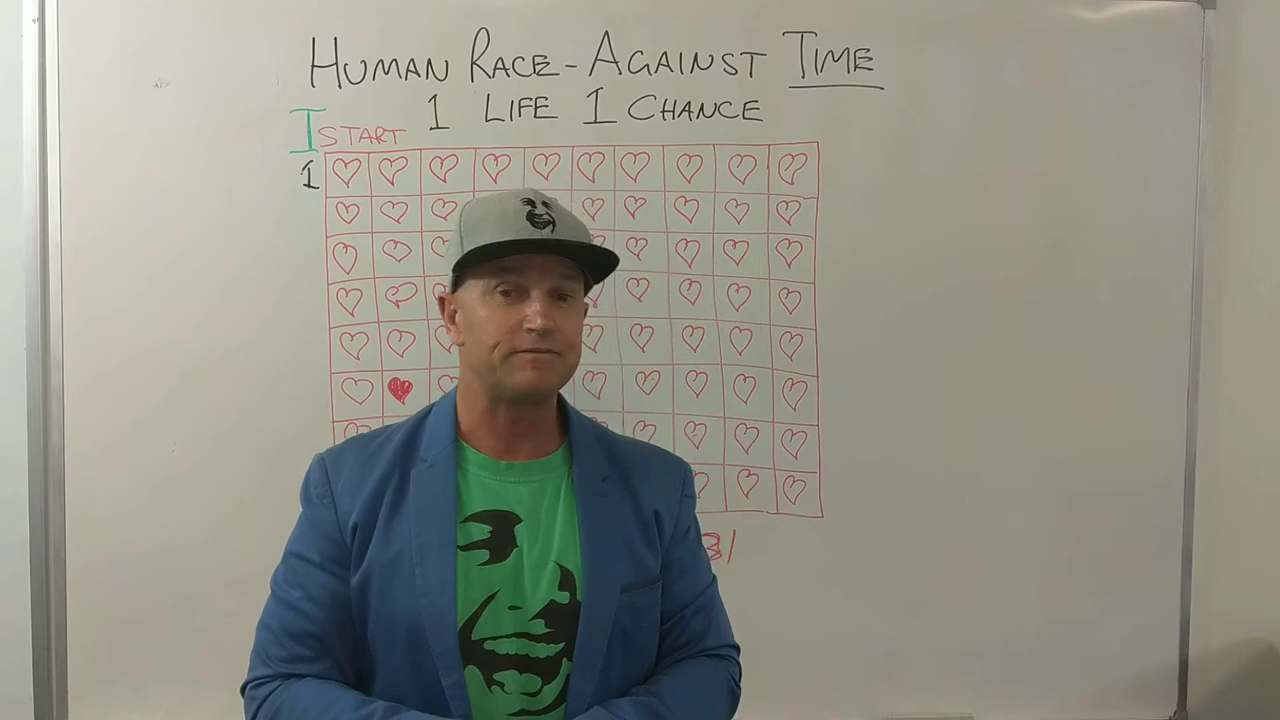 HUMAN RACE - AGAINST TIME
1 LIFE 1 CHANCE
I START
1